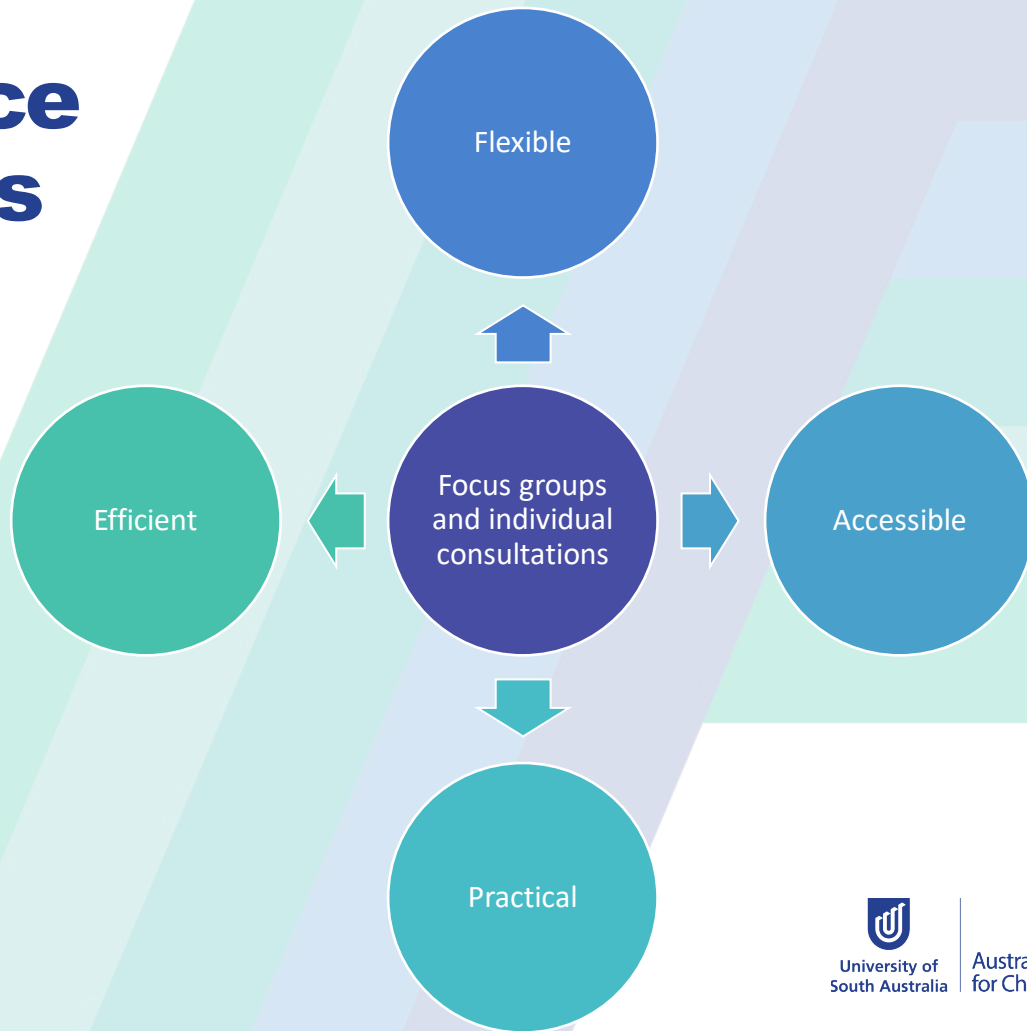 ce
s
Flexible
Efficient
Focus groups
and individual
consultations
Accessible
Practical
University of
South Australia
Austra
for Ch